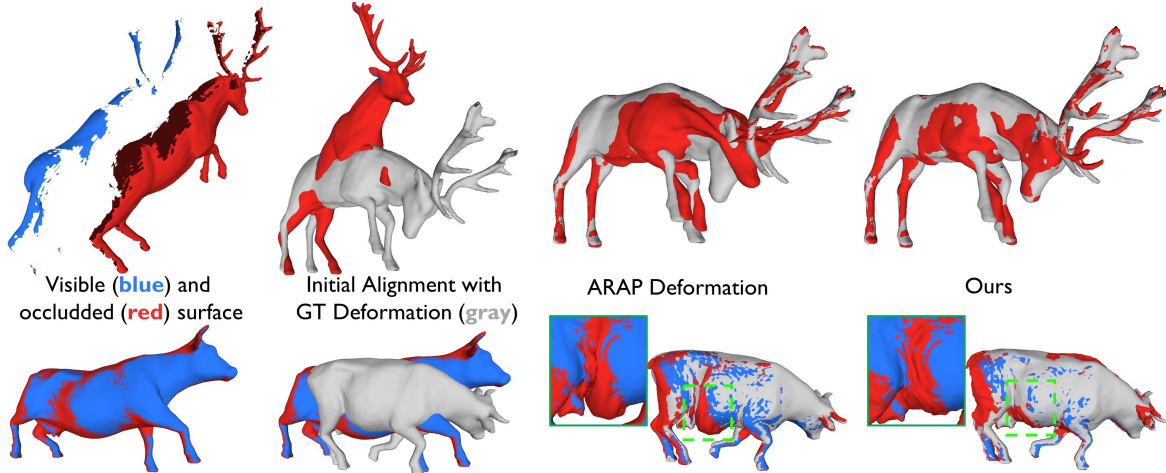 Visible (blue) and
occludded (red) surface
Initial Alignment with
GT Deformation (gray)
ARAP Deformation
Ours